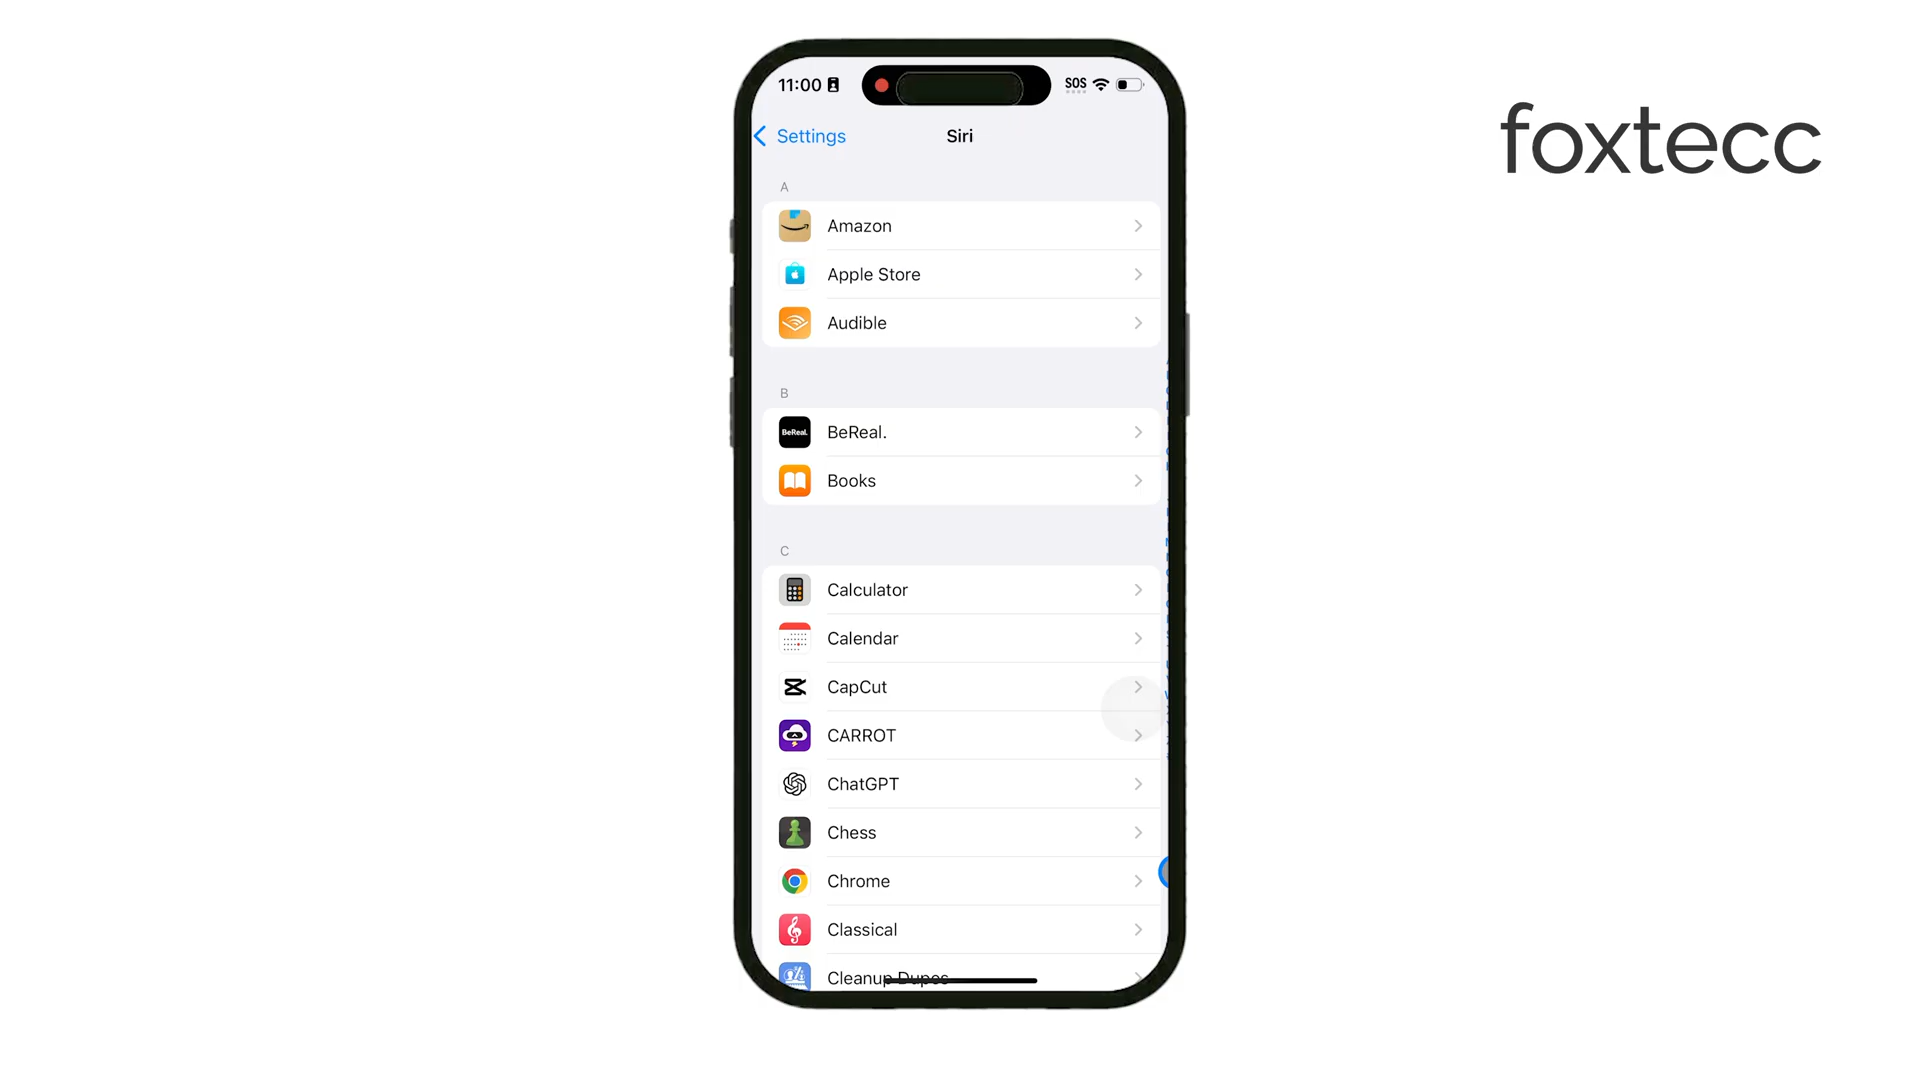 foxtecc
11:00
SOS
Settings
Siri
A
Amazon
Apple Store
Audible
B
BeReal.
BeReal.
Books
C
Calculator
Calendar
CapCut
CARROT
ChatGPT
Chess
Chrome
Classical
Cleanup Dupes